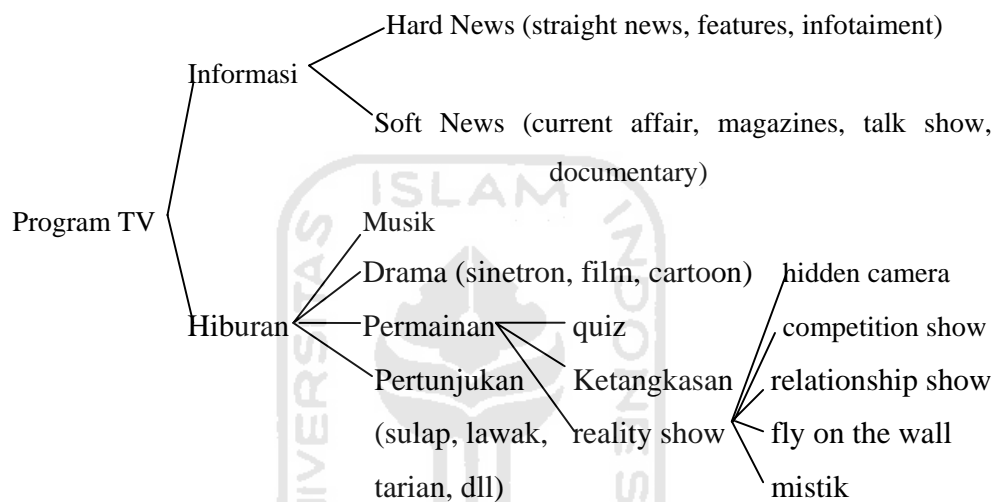 Hard News (straight news, features, infotaiment)
Informasi
Soft News (current affair, magazines, talk show,
documentary)
Program TV
Musik
Drama (sinetron, film, cartoon) hidden camera
Hiburan Permainan quiz competition show
Pertunjukan Ketangkasan relationship show
(sulap, lawak, reality show fly on the wall
tarian, dll) mistik
ISLAM
UNIVERSITAS
INDONES